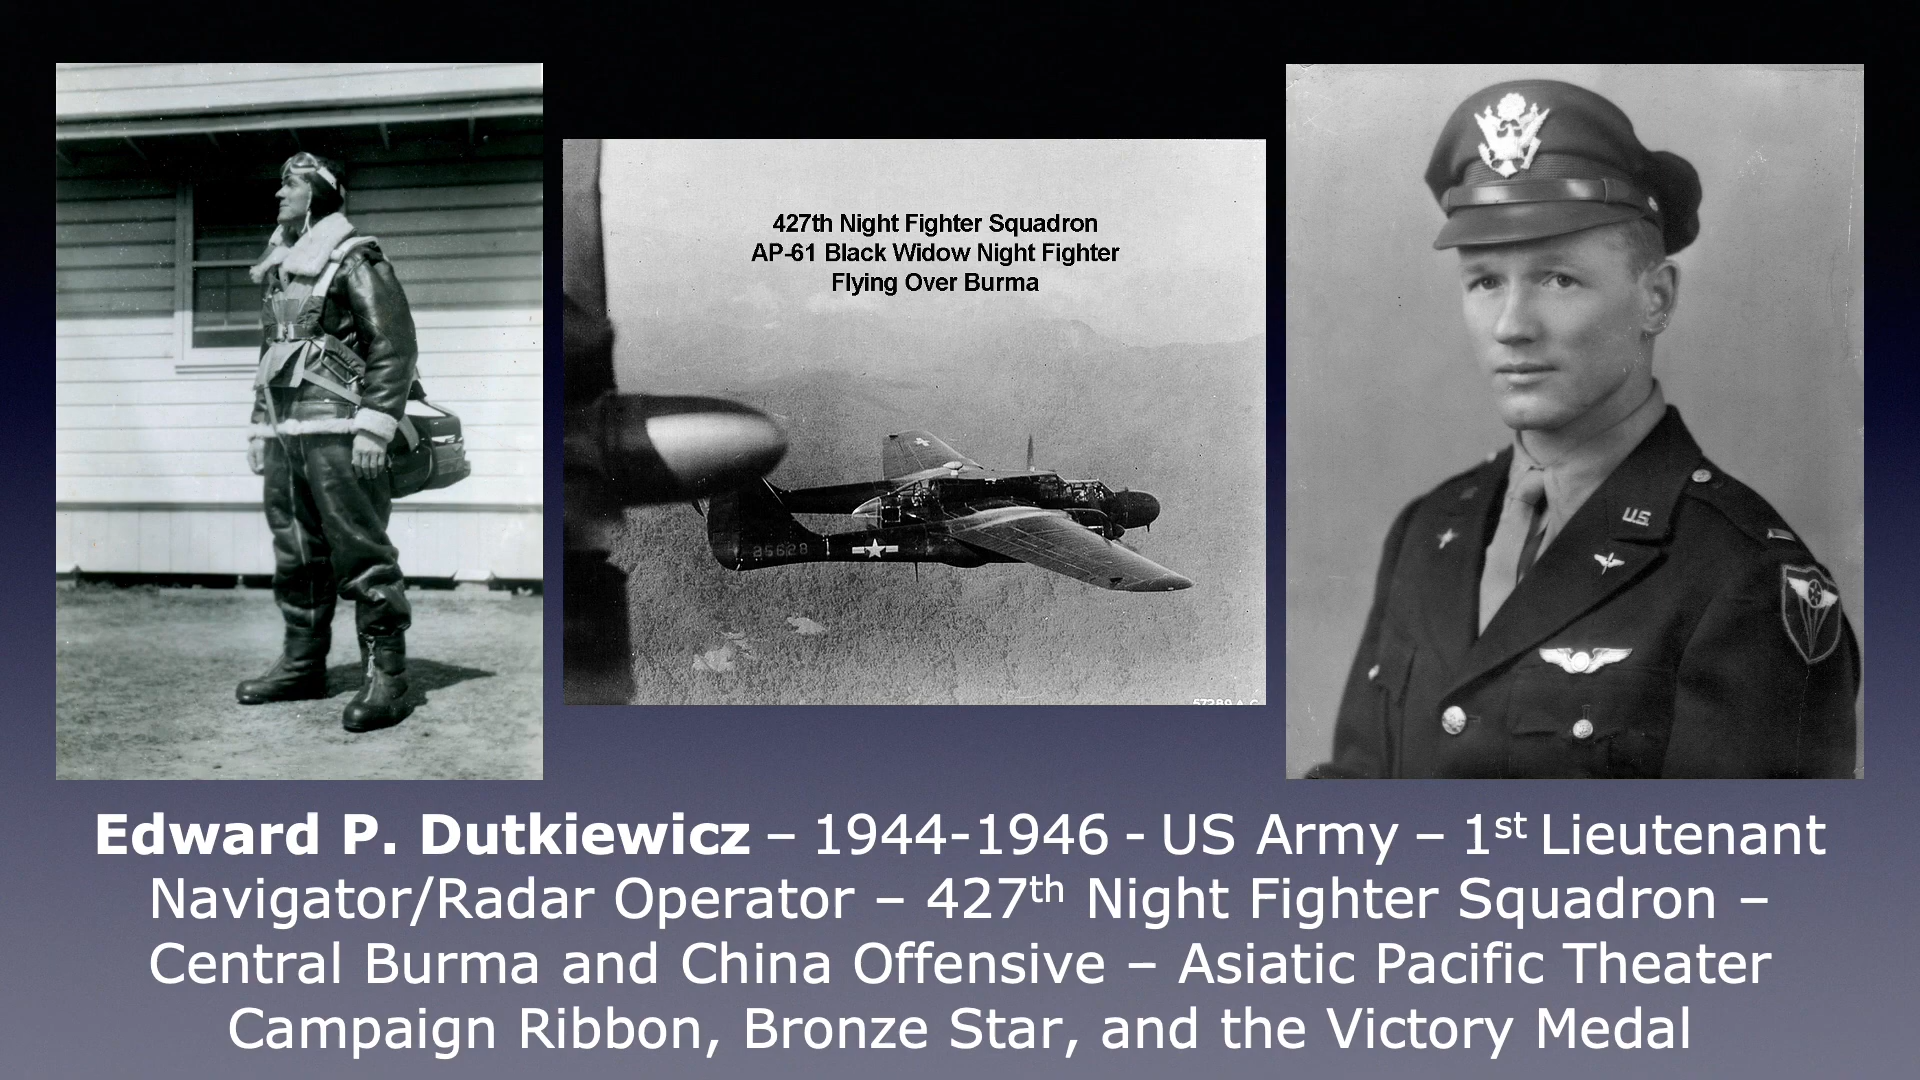 427th Night Fighter Squadron
AP-61 Black Widow Night Fighter
Flying Over Burma
25628
U.S.
57289 A.C.
Edward P. Dutkiewicz – 1944-1946 - US Army – 1st Lieutenant
Navigator/Radar Operator – 427th Night Fighter Squadron –
Central Burma and China Offensive – Asiatic Pacific Theater
Campaign Ribbon, Bronze Star, and the Victory Medal